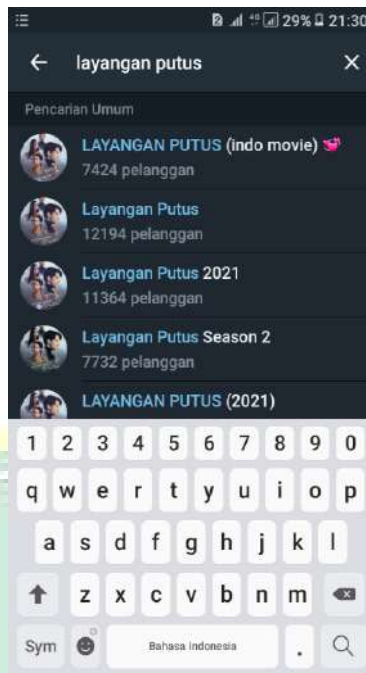 29% 21:30
layangan putus
Pencarian Umum
LAYANGAN PUTUS (indo movie)
7424 pelanggan
Layangan Putus
12194 pelanggan
Layangan Putus 2021
11364 pelanggan
Layangan Putus Season 2
7732 pelanggan
LAYANGAN PUTUS (2021)
1 2 3 4 5 6 7 8 9 0
q w e r t y u i o p
a s d f g h j k l
z x c v b n m
Sym Bahasa Indonesia .